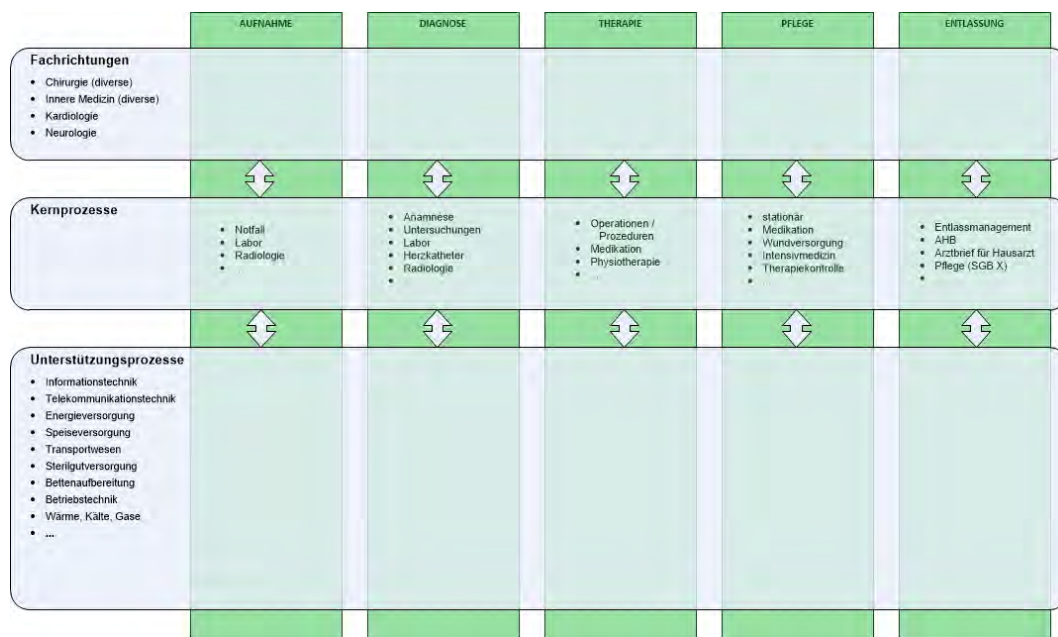 AUFNAHME
DIAGNOSE
THERAPIE
PFLEGE
ENTLASSUNG
Fachrichtungen
• Chirurgie (diverse)
• Innere Medizin (diverse)
• Kardiologie
• Neurologie
Kernprozesse
• Notfall
• Labor
• Radiologie
• ...
• Anamnese
• Untersuchungen
• Labor
• Herzkatheter
• Radiologie
• ...
• Operationen /
Prozeduren
• Medikation
• Physiotherapie
• ...
• stationär
• Medikation
• Wundversorgung
• Intensivmedizin
• Therapiekontrolle
• ...
• Entlassmanagement
• AHB
• Arztbrief für Hausarzt
• Pflege (SGB X)
• ...
Unterstützungsprozesse
• Informationstechnik
• Telekommunikationstechnik
• Energieversorgung
• Speiseversorgung
• Transportwesen
• Sterilgutversorgung
• Bettenaufbereitung
• Betriebstechnik
• Wärme, Kälte, Gase
• ...